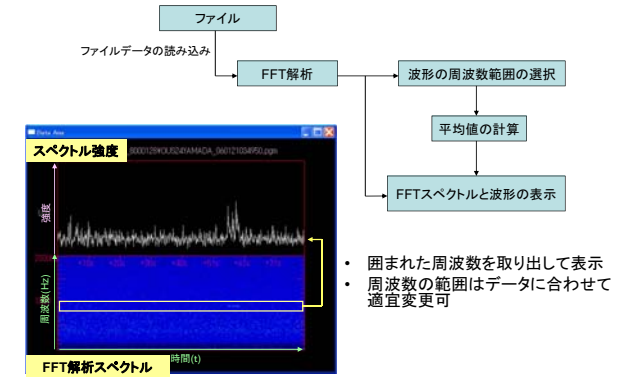 ファイル
ファイルデータの読み込み
FFT解析
波形の周波数範囲の選択
平均値の計算
FFTスペクトルと波形の表示
Data Area
スペクトル強度
強度
周波数(Hz)
時間(t)
FFT解析スペクトル
• 囲まれた周波数を取り出して表示
• 周波数の範囲はデータに合わせて
適宜変更可